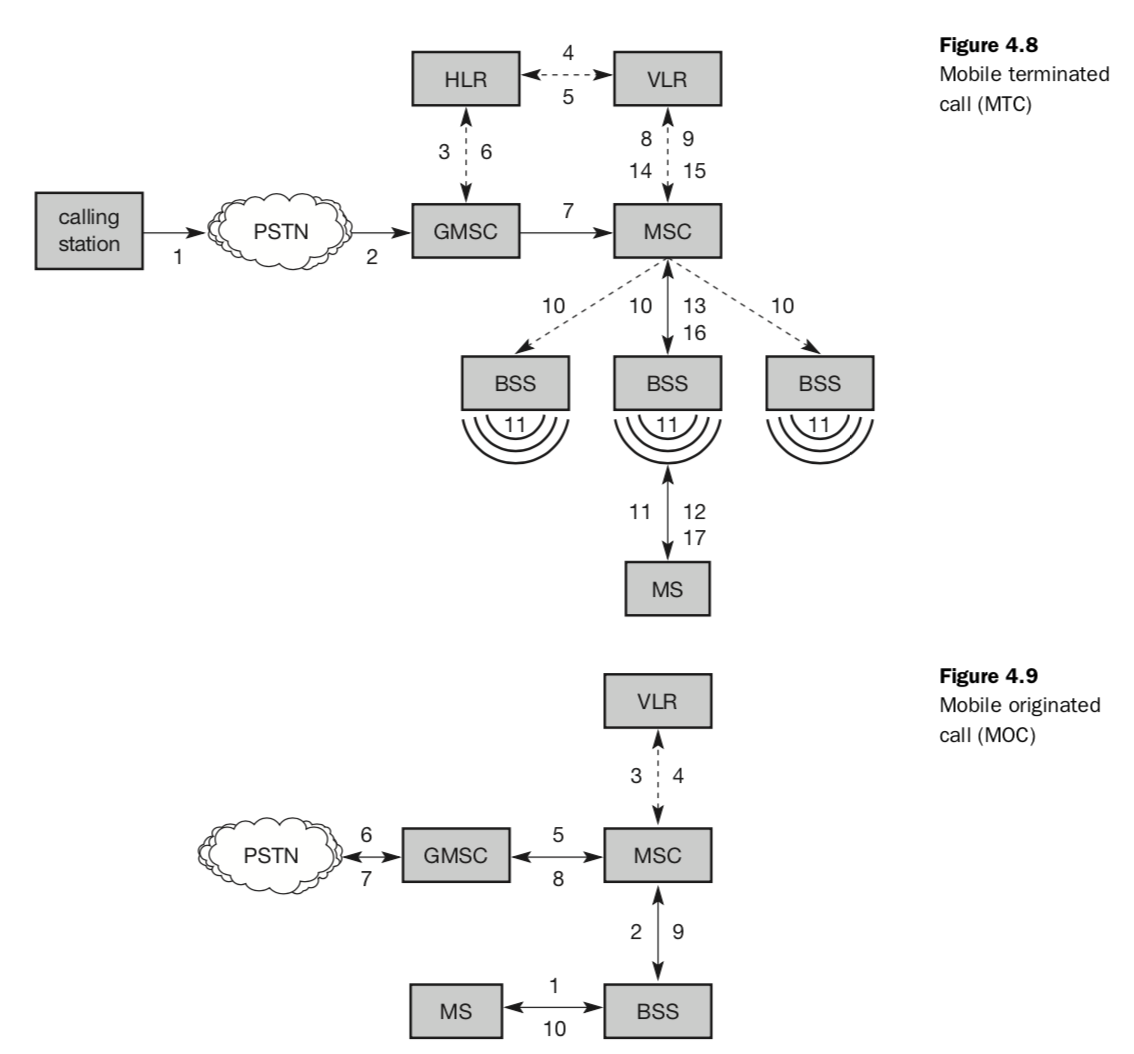 Figure 4.8
Mobile terminated
call (MTC)
HLR
4
5
VLR
3 6
8 9
14 15
calling
station
1
PSTN
2
GMSC
7
MSC
10
10
13
16
10
BSS
BSS
BSS
11
11
11
11
12
17
MS
Figure 4.9
Mobile originated
call (MOC)
VLR
3 4
PSTN
6
7
GMSC
5
8
MSC
2 9
MS
1
10
BSS